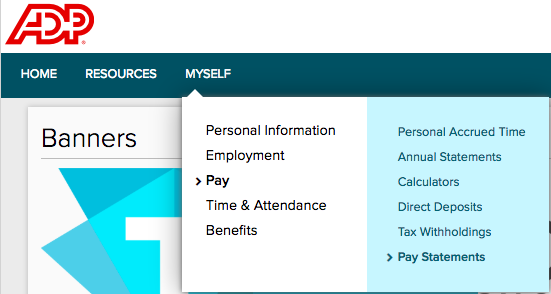 ADP
HOME RESOURCES MYSELF
Banners
Personal Information
Employment
Pay
Time & Attendance
Benefits
Personal Accrued Time
Annual Statements
Calculators
Direct Deposits
Tax Withholdings
Pay Statements